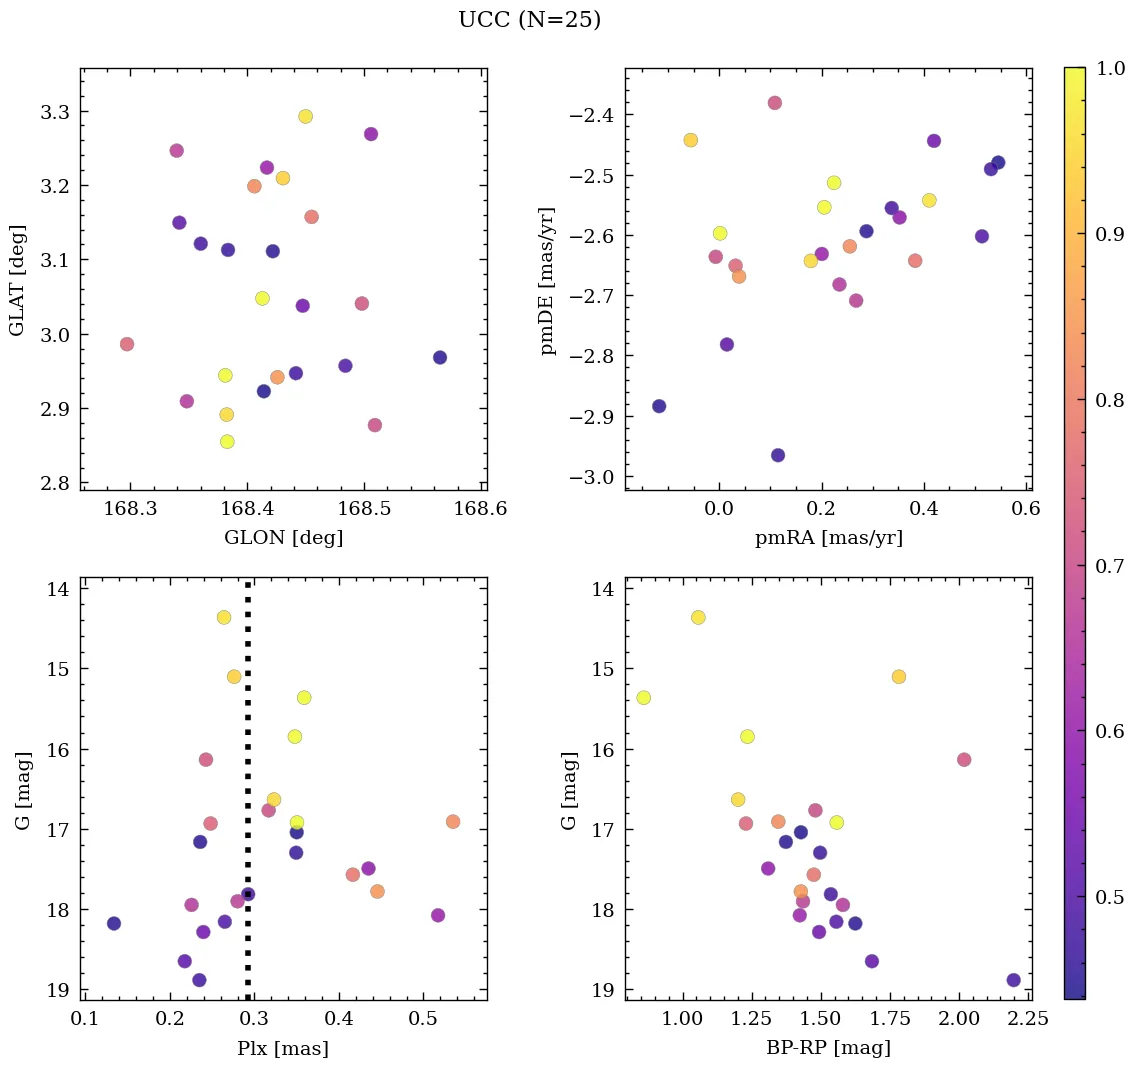 UCC (N=25)
3.3
3.2
3.1
3.0
2.9
2.8
GLAT [deg]
168.3 168.4 168.5 168.6
GLON [deg]
−2.4
−2.5
−2.6
−2.7
−2.8
−2.9
−3.0
pmDE [mas/yr]
0.0 0.2 0.4 0.6
pmRA [mas/yr]
14
15
16
17
18
19
G [mag]
0.1 0.2 0.3 0.4 0.5
Plx [mas]
14
15
16
17
18
19
G [mag]
1.00 1.25 1.50 1.75 2.00 2.25
BP-RP [mag]
1.0
0.9
0.8
0.7
0.6
0.5